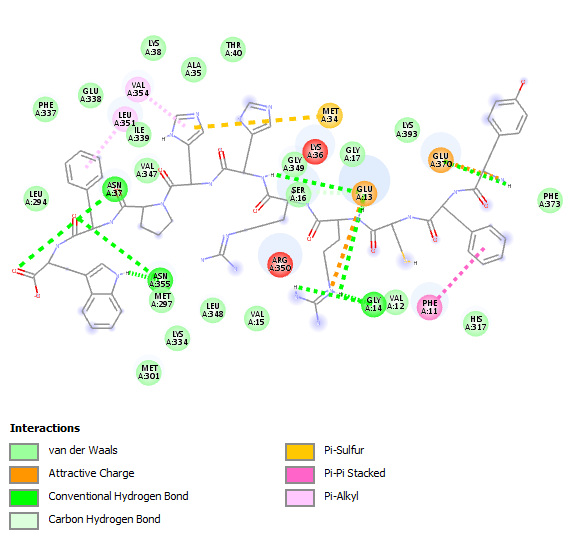 LYS
A:38
THR
A:40
ALA
A:35
VAL
A:354
GLU
A:338
PHE
A:337
LEU
A:351
MET
A:34
ILE
A:339
LYS
A:393
LYS
A:36
GLY
A:17
GLY
A:349
GLU
A:370
VAL
A:347
ASN
A:37
SER
A:16
GLU
A:13
LEU
A:294
PHE
A:373
ARG
A:350
ASN
A:355
MET
A:297
GLY
A:14
VAL
A:12
PHE
A:11
LEU
A:348
VAL
A:15
HIS
A:317
LYS
A:334
MET
A:301
Interactions
van der Waals
Attractive Charge
Conventional Hydrogen Bond
Carbon Hydrogen Bond
Pi-Sulfur
Pi-Pi Stacked
Pi-Alkyl